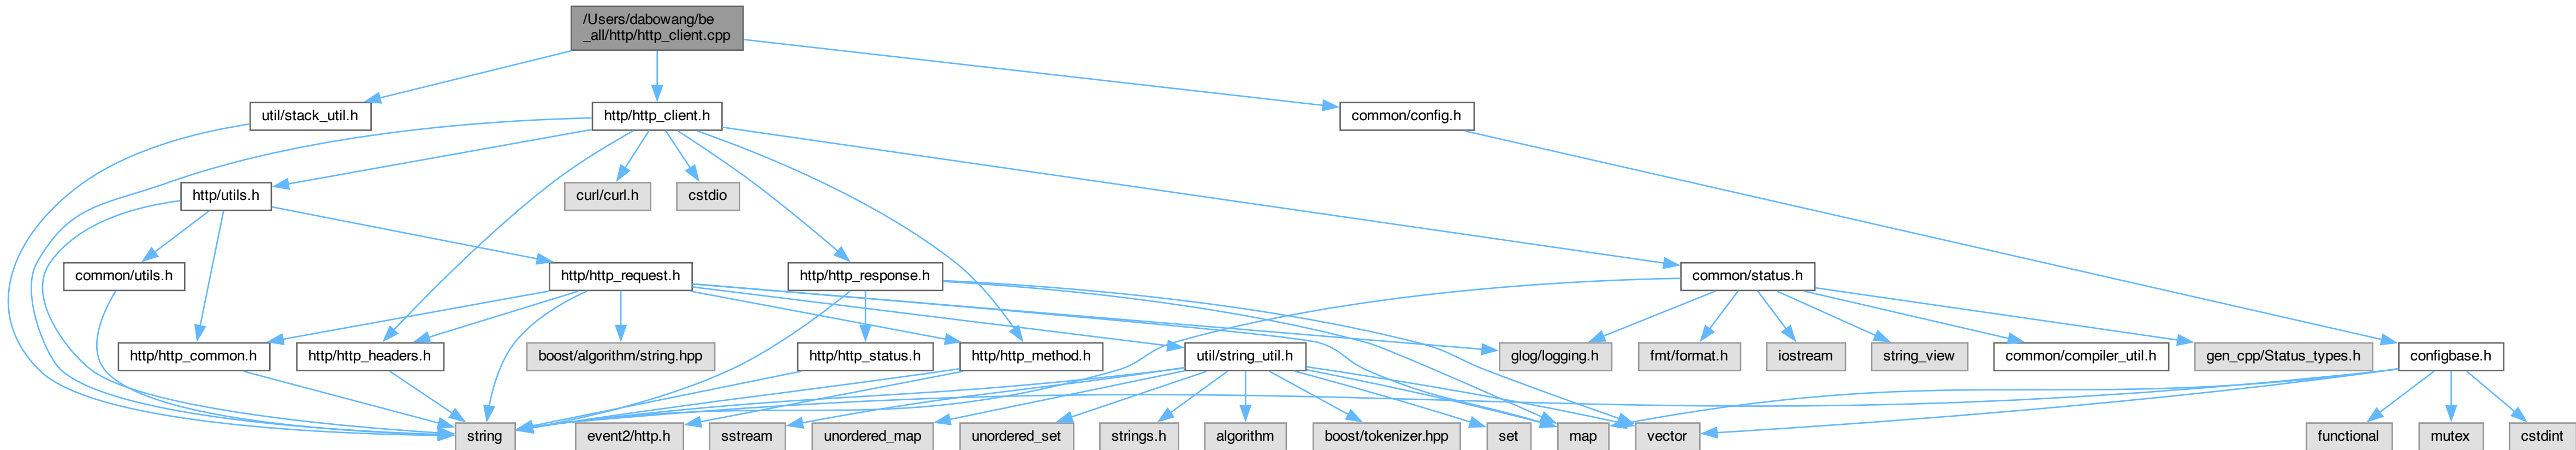 /Users/dabowang/be
_all/http/http_client.cpp
util/stack_util.h
http/http_client.h
common/config.h
http/utils.h
curl/curl.h
cstdio
common/utils.h
http/http_request.h
http/http_response.h
common/status.h
http/http_common.h
http/http_headers.h
boost/algorithm/string.hpp
http/http_status.h
http/http_method.h
util/string_util.h
glog/logging.h
fmt/format.h
iostream
string_view
common/compiler_util.h
gen_cpp/Status_types.h
configbase.h
string
event2/http.h
sstream
unordered_map
unordered_set
strings.h
algorithm
boost/tokenizer.hpp
set
map
vector
functional
mutex
cstdint